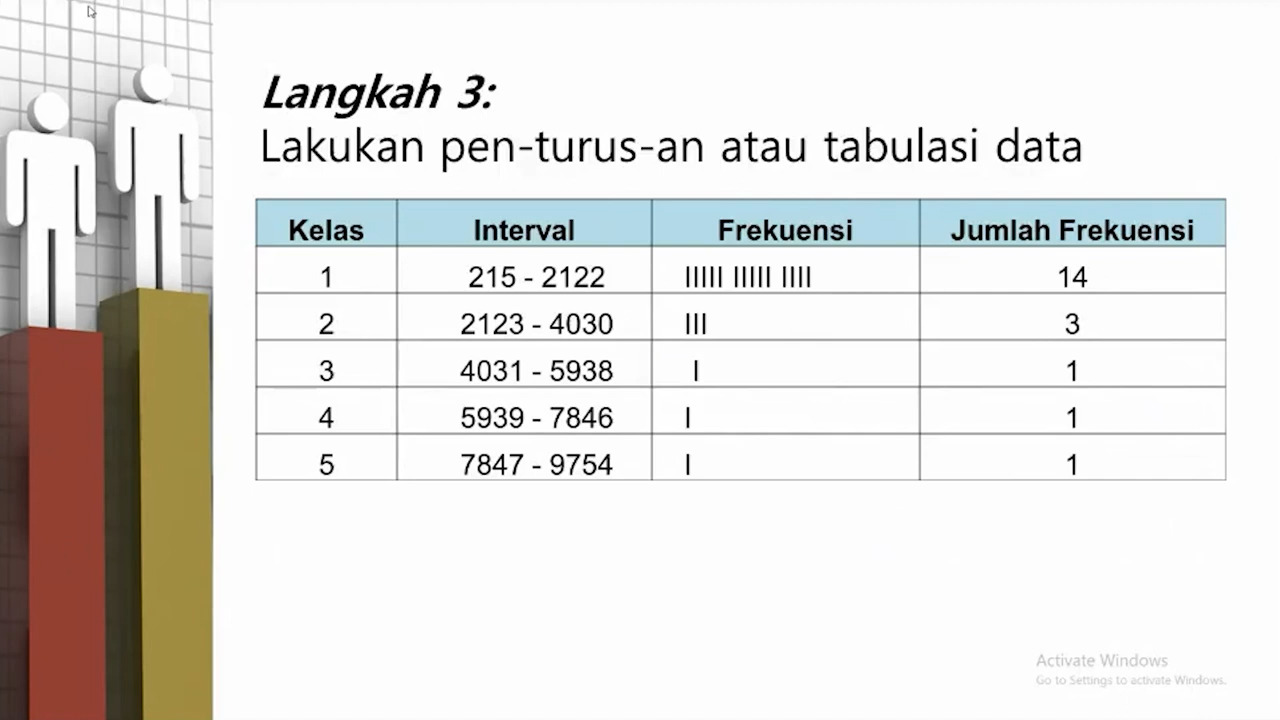 Langkah 3:
Lakukan pen-turus-an atau tabulasi data
Kelas Interval Frekuensi Jumlah Frekuensi
1 215 - 2122 IIIII IIIII IIII 14
2 2123 - 4030 III 3
3 4031 - 5938 I 1
4 5939 - 7846 I 1
5 7847 - 9754 I 1
Activate Windows
Go to Settings to activate Windows.